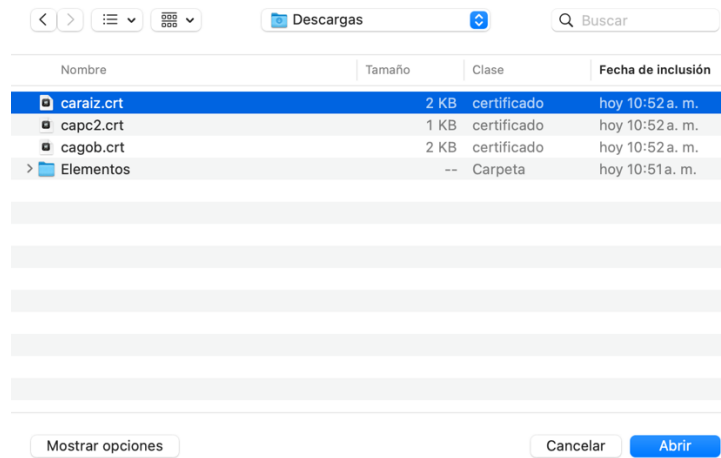 Descargas
Buscar
Nombre Tamaño Clase Fecha de inclusión
caraiz.crt 2 KB certificado hoy 10:52 a. m.
capc2.crt 1 KB certificado hoy 10:52 a. m.
cagob.crt 2 KB certificado hoy 10:52 a. m.
Elementos -- Carpeta hoy 10:51 a. m.
Mostrar opciones Cancelar Abrir